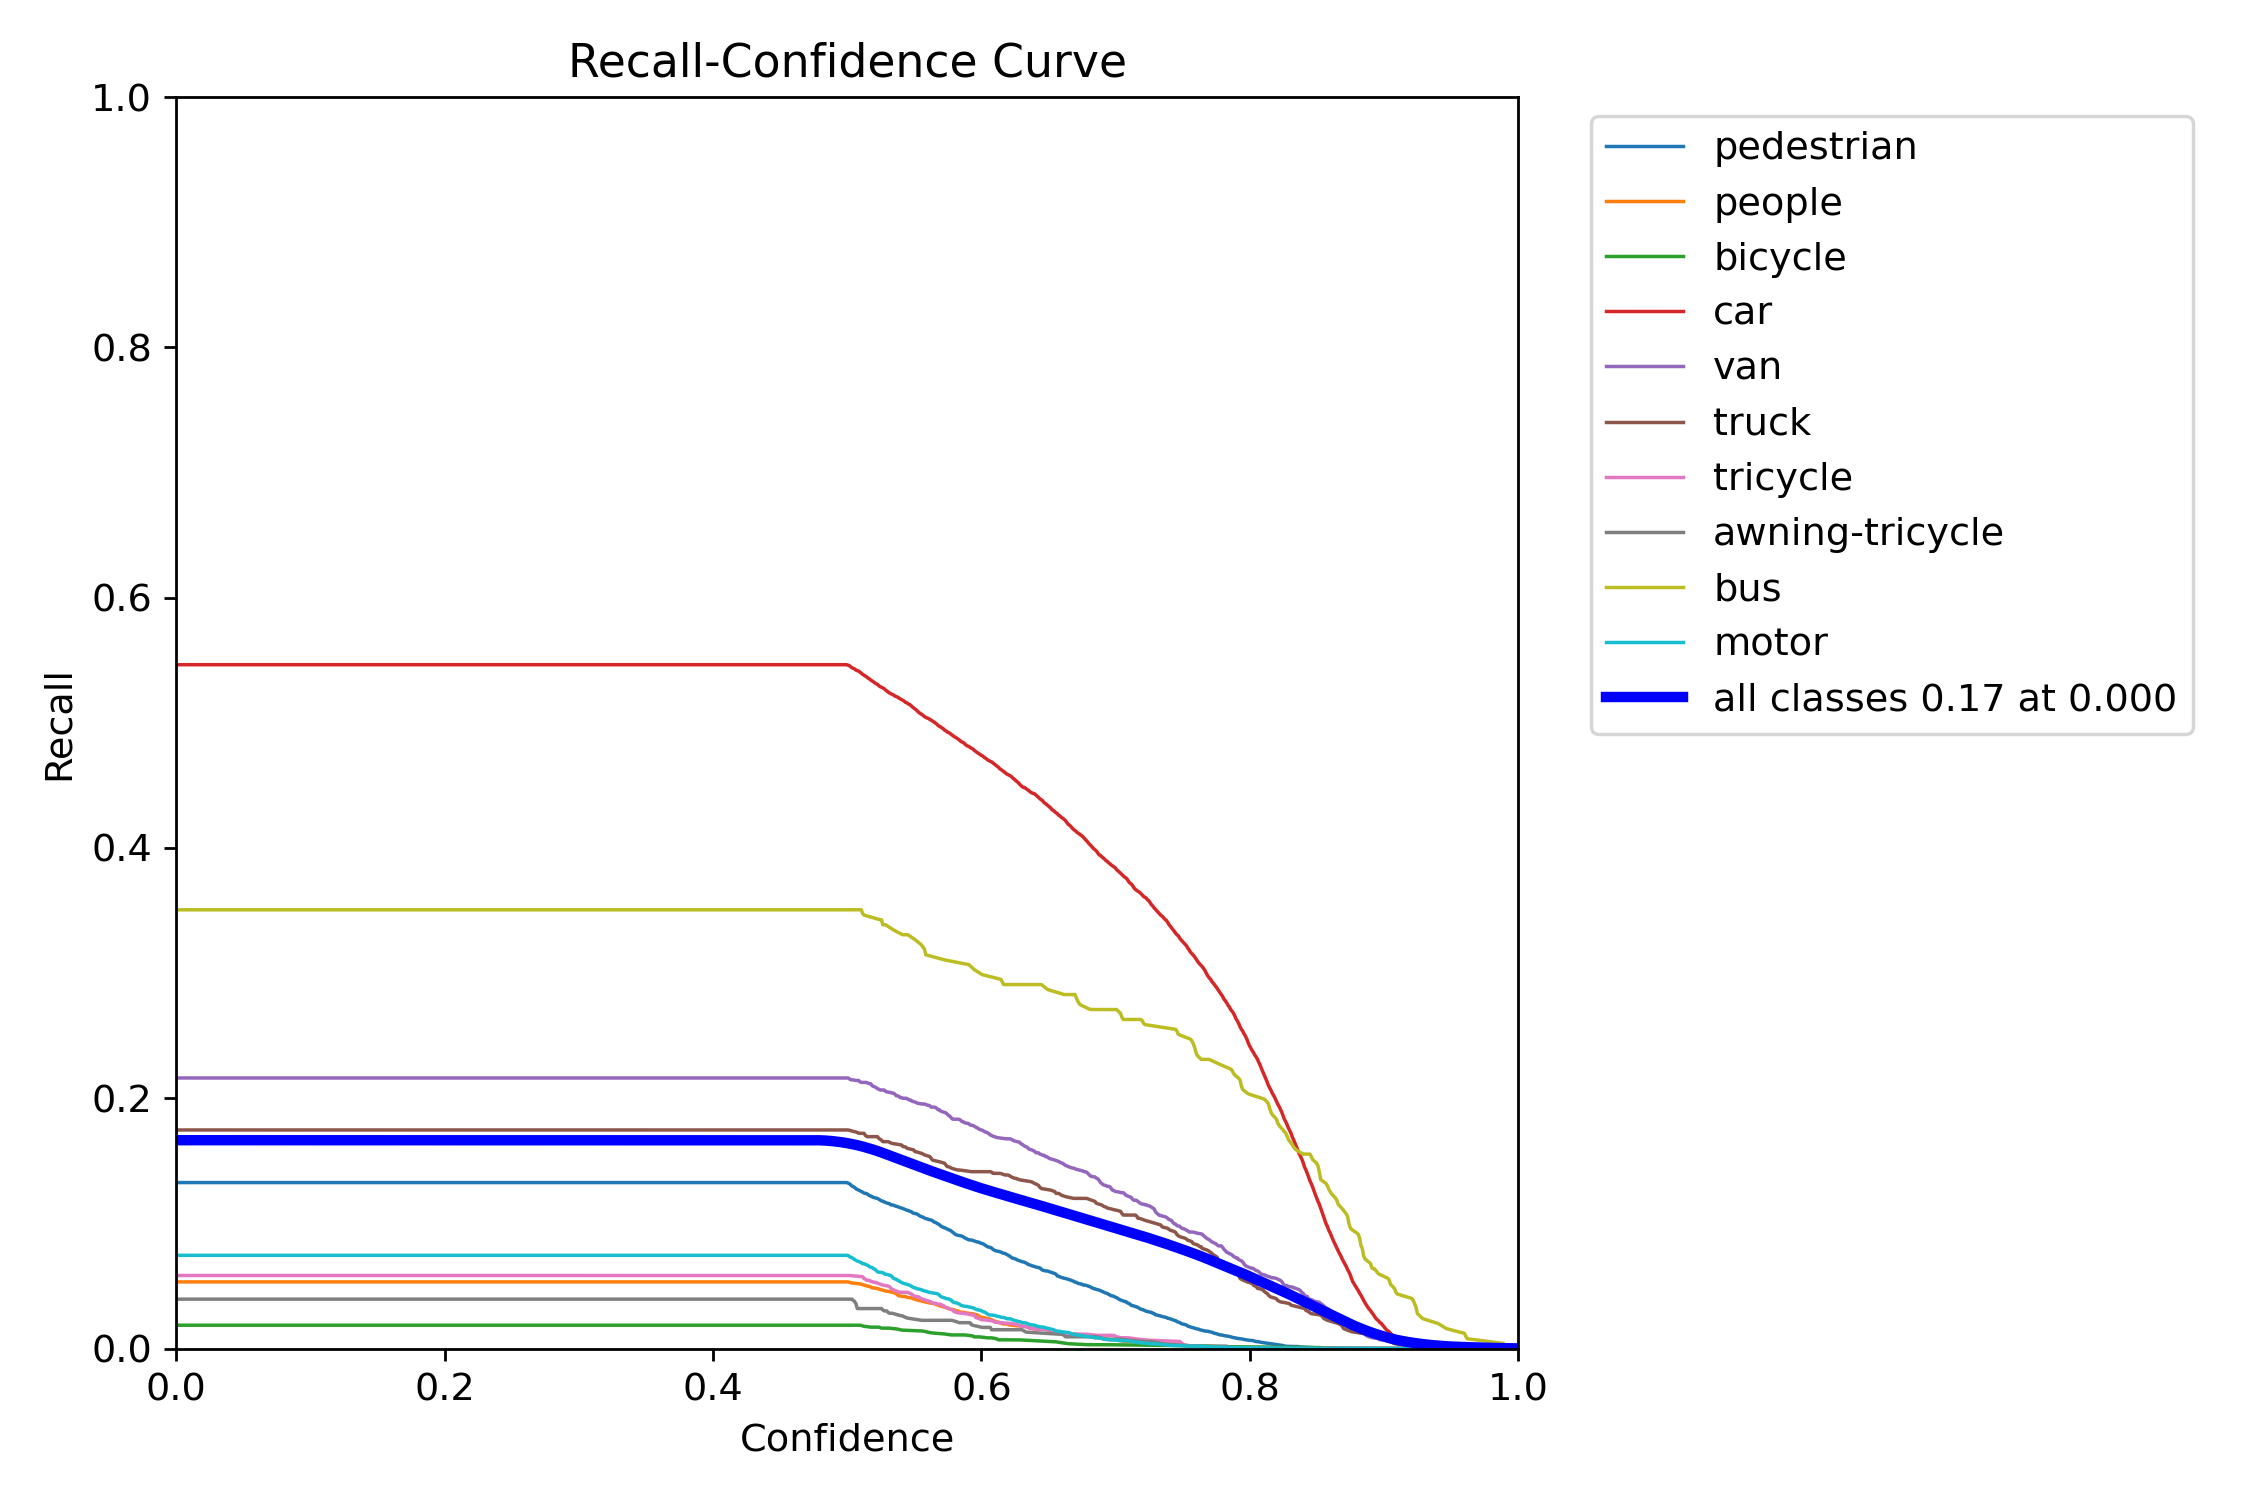 Recall-Confidence Curve
1.0
0.8
0.6
0.4
0.2
0.0
Recall
0.0 0.2 0.4 0.6 0.8 1.0
Confidence
pedestrian
people
bicycle
car
van
truck
tricycle
awning-tricycle
bus
motor
all classes 0.17 at 0.000